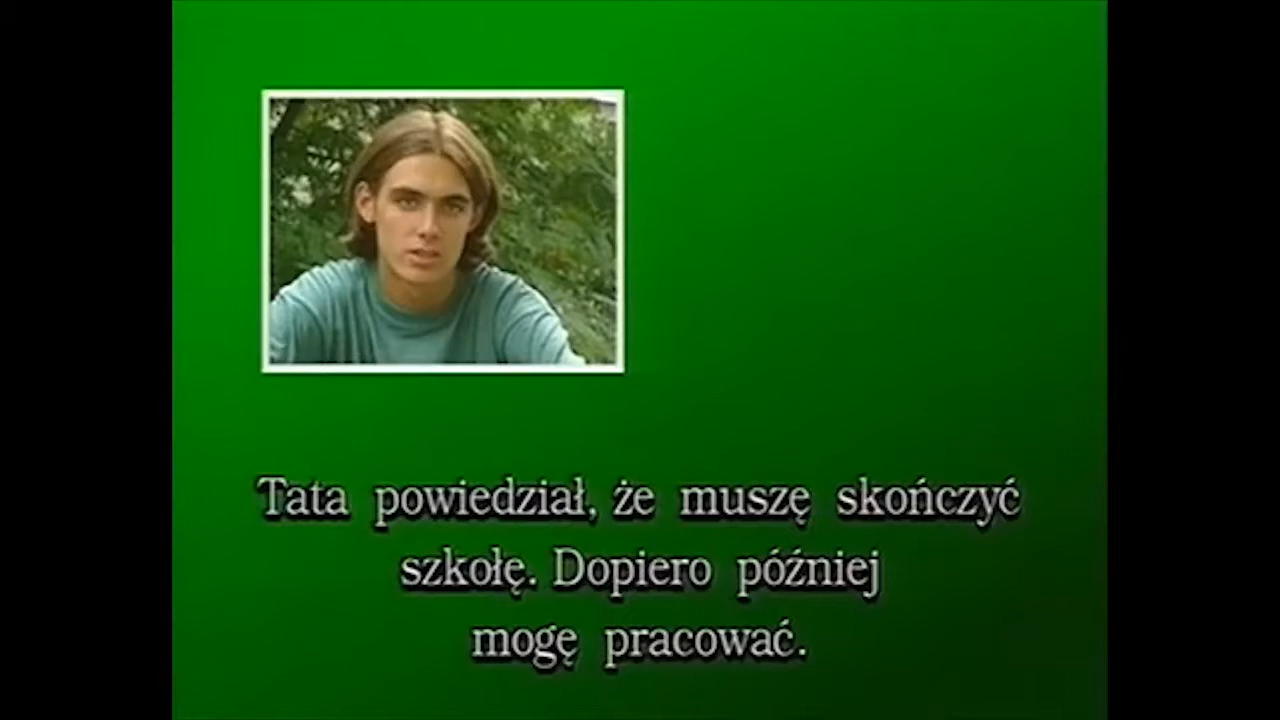 Tata powiedział, że muszę skończyć
szkołę. Dopiero później
mogę pracować.